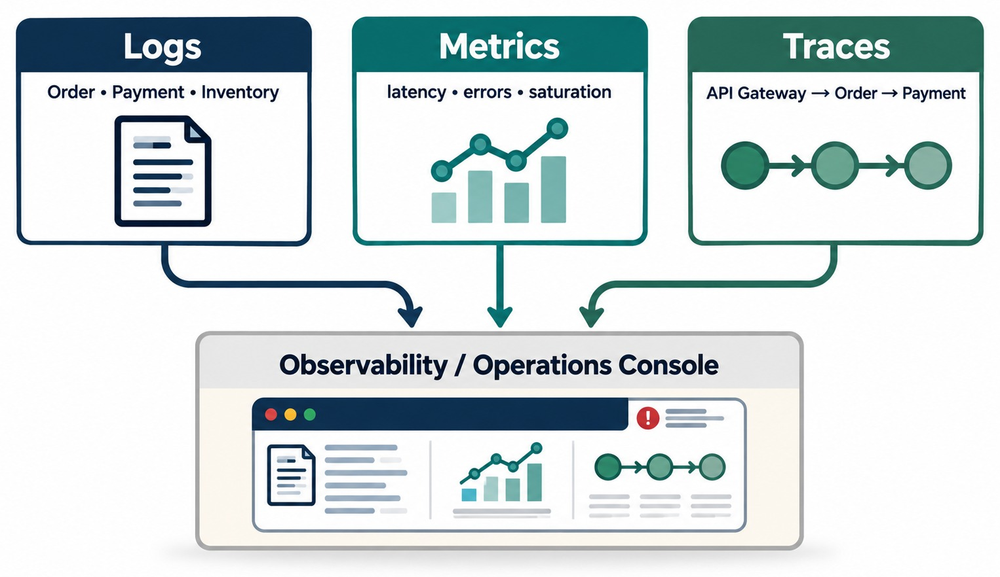 Logs
Order • Payment • Inventory
Metrics
latency • errors • saturation
Traces
API Gateway → Order → Payment
Observability / Operations Console
!